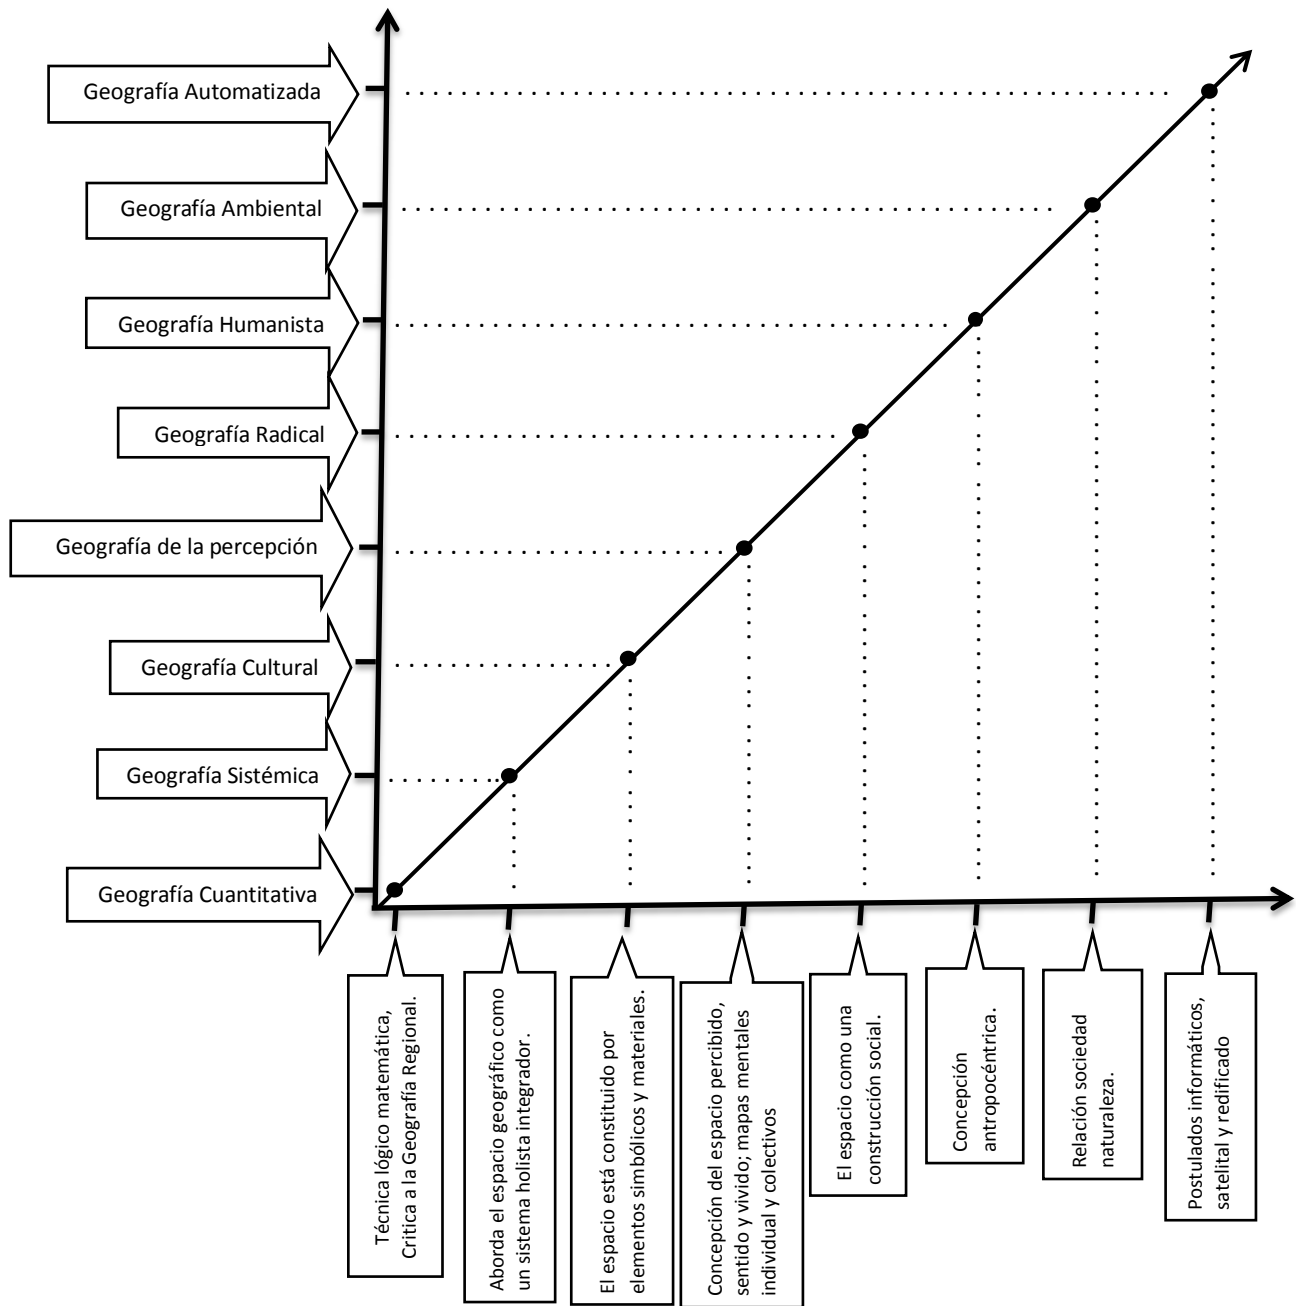 Geografía Automatizada
Geografía Ambiental
Geografía Humanista
Geografía Radical
Geografía de la percepción
Geografía Cultural
Geografía Sistémica
Geografía Cuantitativa
Técnica lógico matemática,
Critica a la Geografía Regional.
Aborda el espacio geográfico como
un sistema holista integrador.
El espacio está constituido por
elementos simbólicos y materiales.
Concepción del espacio percibido,
sentido y vivido; mapas mentales
individual y colectivos
El espacio como una
construcción social.
Concepción
antropocéntrica.
Relación sociedad
naturaleza.
Postulados informáticos,
satelital y redificado